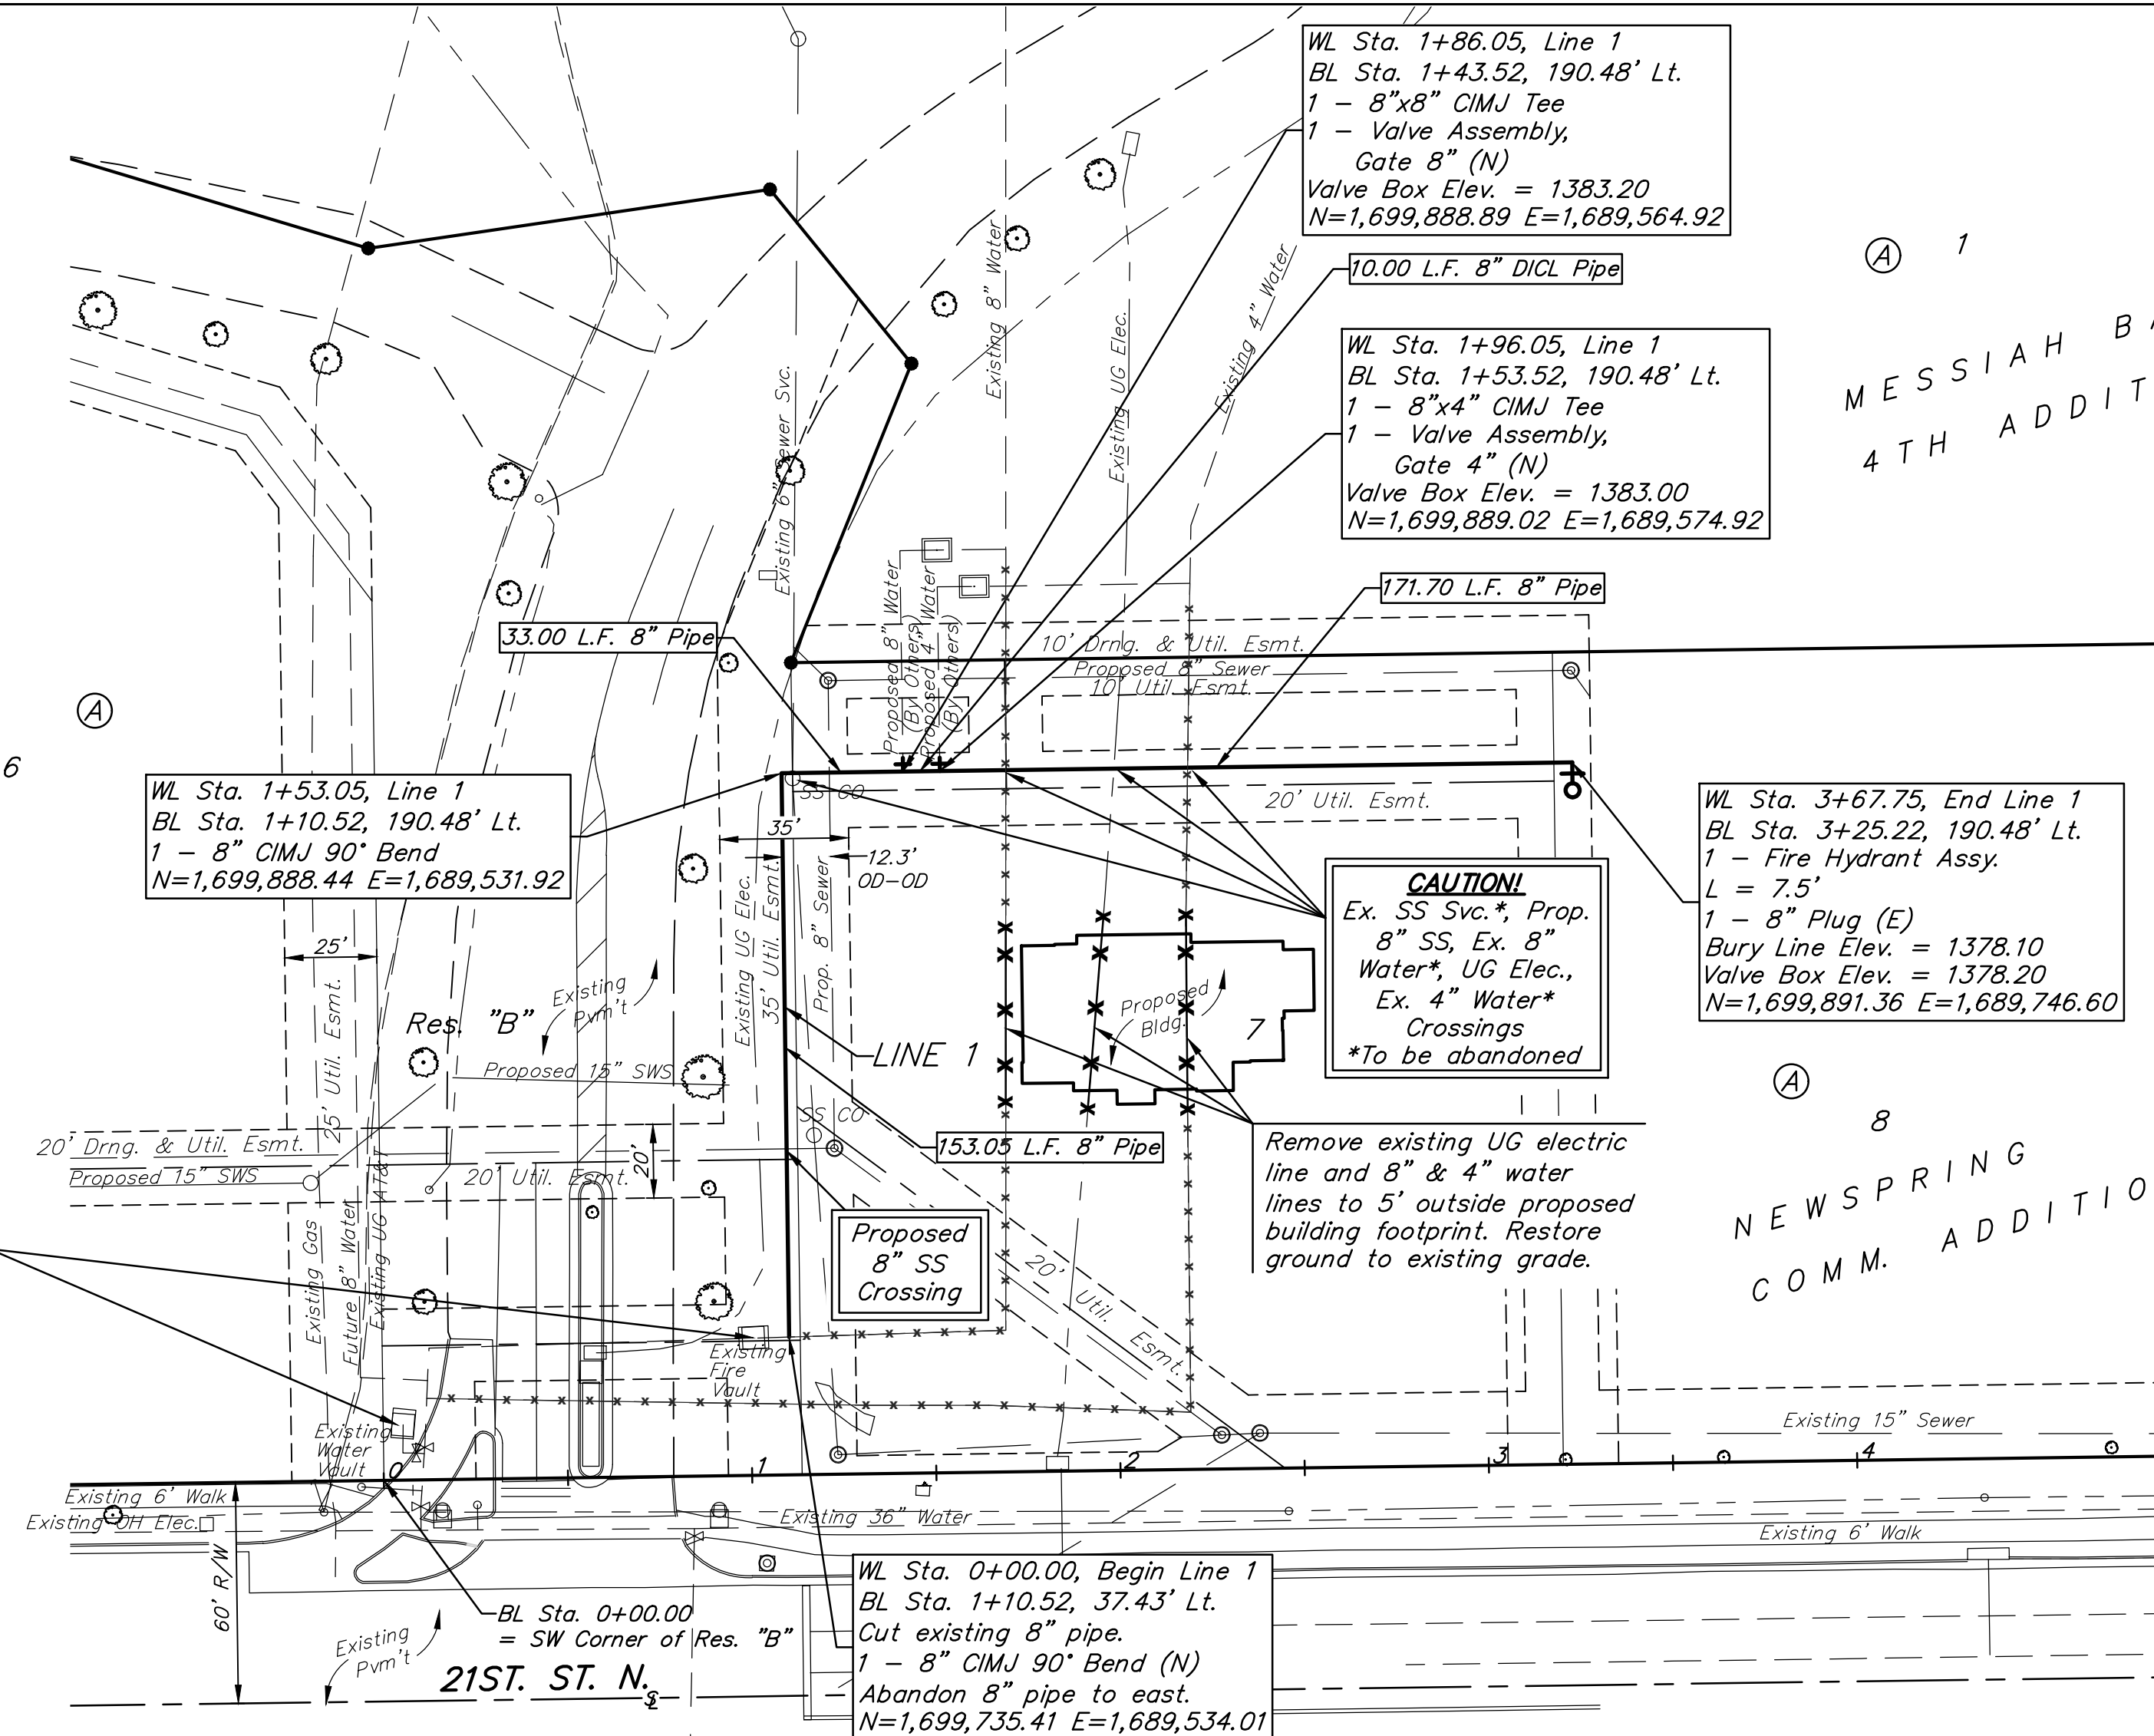 WL Sta. 1+86.05, Line 1
BL Sta. 1+43.52, 190.48' Lt.
1 - 8"x8" CIMJ Tee
1 - Valve Assembly,
Gate 8" (N)
Valve Box Elev. = 1383.20
N=1,699,888.89 E=1,689,564.92
10.00 L.F. 8" DICL Pipe
WL Sta. 1+96.05, Line 1
BL Sta. 1+53.52, 190.48' Lt.
1 - 8"x4" CIMJ Tee
1 - Valve Assembly,
Gate 4" (N)
Valve Box Elev. = 1383.00
N=1,699,889.02 E=1,689,574.92
A 1
MESSIAH BA
4TH ADDIT
Existing 8" Water
Existing UG Elec.
Existing 4" Water
Existing 6" Sewer Svc.
171.70 L.F. 8" Pipe
33.00 L.F. 8" Pipe
Proposed 8" Water
(By Others)
Proposed 4" Water
(By Others)
10' Drng. & Util. Esmt.
Proposed 8" Sewer
10' Util. Esmt.
A
6
WL Sta. 1+53.05, Line 1
BL Sta. 1+10.52, 190.48' Lt.
1 - 8" CIMJ 90° Bend
N=1,699,888.44 E=1,689,531.92
SS CO
20' Util. Esmt.
35'
12.3'
OD-OD
WL Sta. 3+67.75, End Line 1
BL Sta. 3+25.22, 190.48' Lt.
1 - Fire Hydrant Assy.
L = 7.5'
1 - 8" Plug (E)
Bury Line Elev. = 1378.10
Valve Box Elev. = 1378.20
N=1,699,891.36 E=1,689,746.60
CAUTION!
Ex. SS Svc.*, Prop.
8" SS, Ex. 8"
Water*, UG Elec.,
Ex. 4" Water*
Crossings
*To be abandoned
25'
25' Util. Esmt.
Existing
Pvm't
Res. "B"
Existing UG Elec.
35' Util. Esmt.
Prop. 8" Sewer
Proposed
Bldg.
7
LINE 1
Proposed 15" SWS
A
8
NEWSPRING
COMM. ADDITIO
SS CO
153.05 L.F. 8" Pipe
20' Drng. & Util. Esmt.
Proposed 15" SWS
20' Util. Esmt.
20'
Remove existing UG electric
line and 8" & 4" water
lines to 5' outside proposed
building footprint. Restore
ground to existing grade.
Proposed
8" SS
Crossing
20' Util. Esmt.
Existing Gas
Future 8" Water
Existing UG AT&T
Existing
Fire
Vault
Existing
Water
Vault
Existing 15" Sewer
0 1 2 3 4
Existing 6' Walk
Existing OH Elec.
Existing 36" Water
Existing 6' Walk
60' R/W
BL Sta. 0+00.00
= SW Corner of Res. "B"
Existing
Pvm't
21ST. ST. N.
WL Sta. 0+00.00, Begin Line 1
BL Sta. 1+10.52, 37.43' Lt.
Cut existing 8" pipe.
1 - 8" CIMJ 90° Bend (N)
Abandon 8" pipe to east.
N=1,699,735.41 E=1,689,534.01